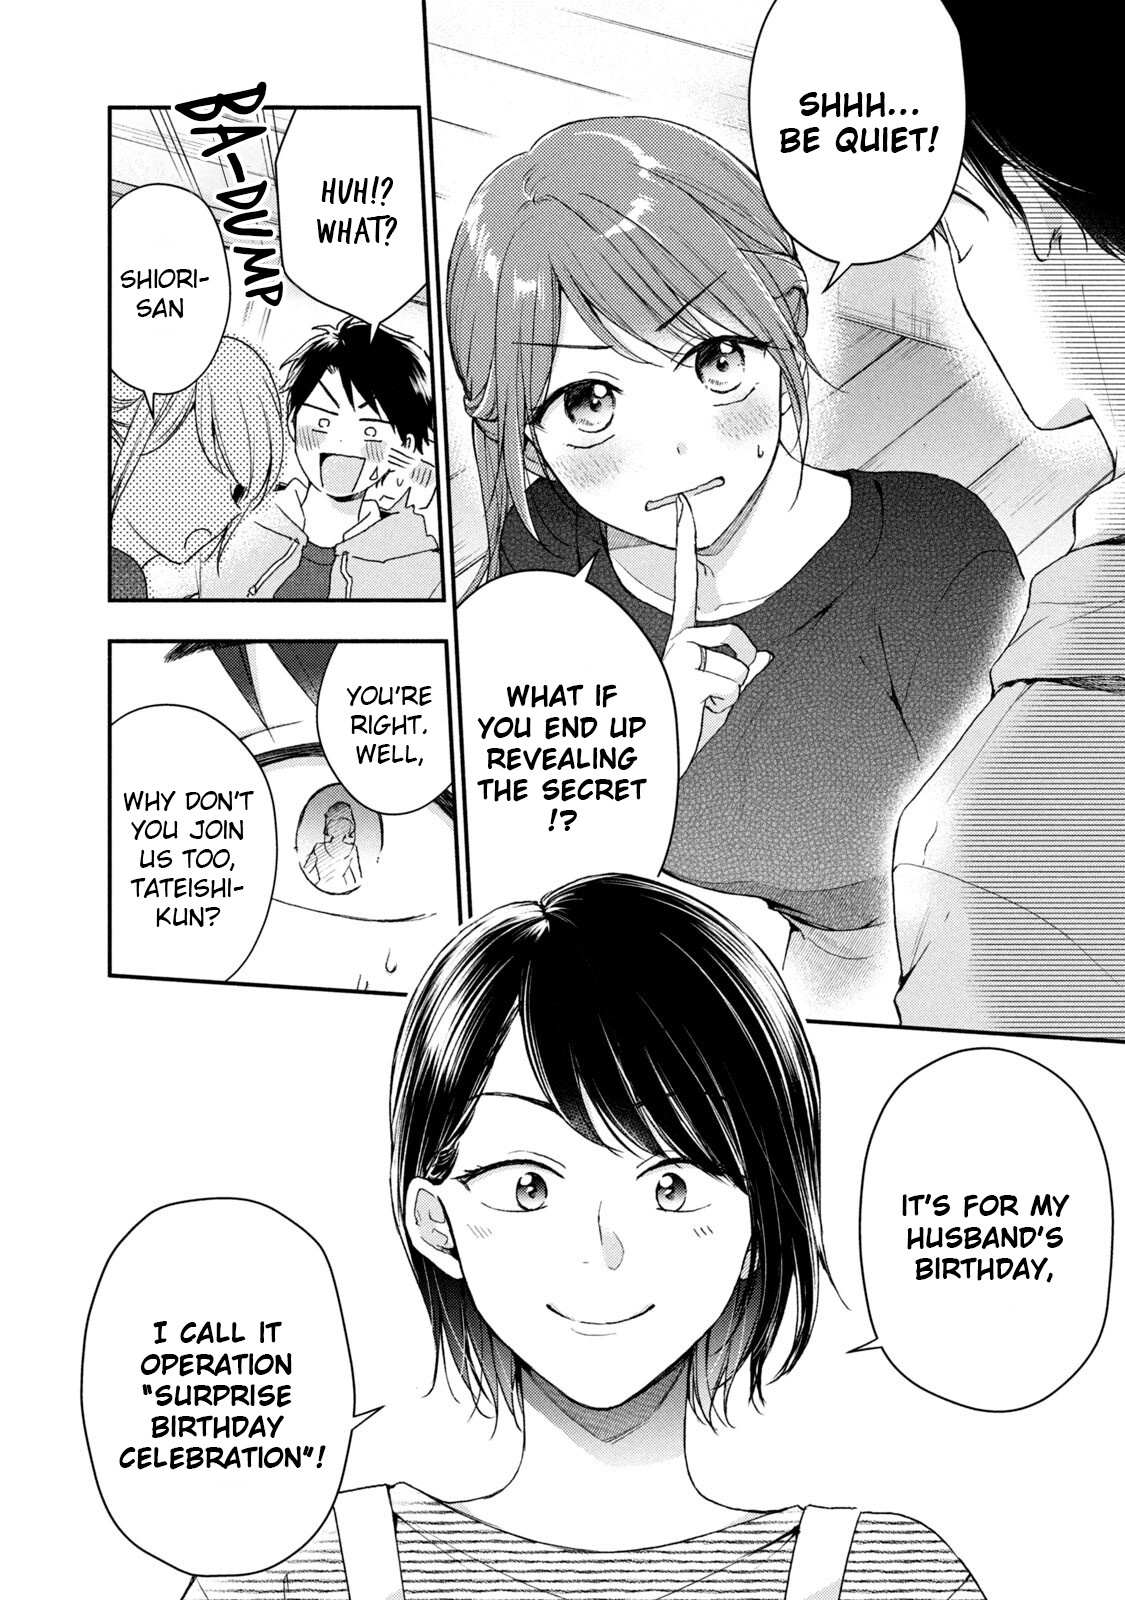 SHHH...
BE QUIET!
WHAT IF
YOU END UP
REVEALING
THE SECRET
!?
HUH!?
WHAT?
BA-DUMP
SHIORI-
SAN
YOU'RE
RIGHT.
WELL,
WHY DON'T
YOU JOIN
US TOO,
TATEISHI-
KUN?
IT'S FOR MY
HUSBAND'S
BIRTHDAY,
I CALL IT
OPERATION
"SURPRISE
BIRTHDAY
CELEBRATION"!